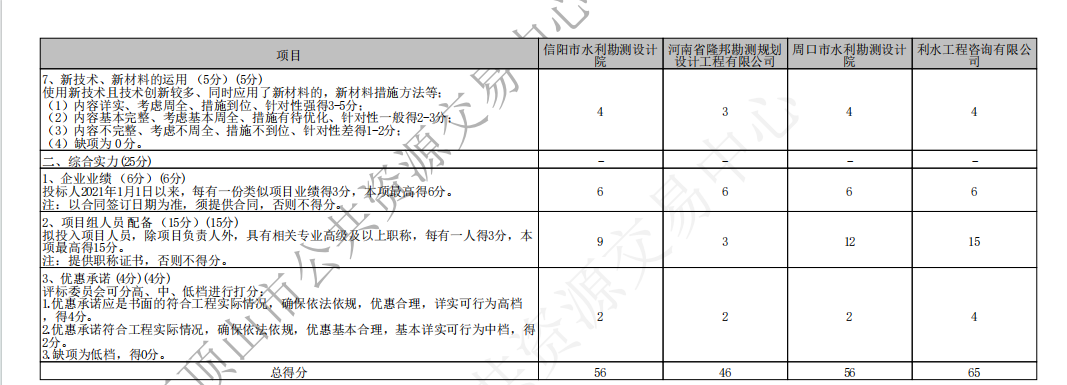 项目 信阳市水利勘测设计院 河南省隆邦勘测规划设计工程有限公司 周口市水利勘测设计院 利水工程咨询有限公司
7、新技术、新材料的运用 （5分）(5分)
使用新技术且技术创新较多、同时应用了新材料的，新材料措施方法等；
（1）内容详实、考虑周全、措施到位、针对性强得3-5分；
（2）内容基本完整、考虑基本周全、措施有待优化、针对性一般得2-3分；
（3）内容不完整、考虑不周全、措施不到位、针对性差得1-2分；
（4）缺项为 0 分。
4 3 4 4
二、综合实力(25分) – – – –
1、企业业绩 （6分）(6分)
投标人2021年1月1日以来，每有一份类似项目业绩得3分，本项最高得6分。
注：以合同签订日期为准，须提供合同，否则不得分。
6 6 6 6
2、项目组人员 配备 （15分）(15分)
拟投入项目人员，除项目负责人外，具有相关专业高级及以上职称，每有一人得3分，本
项最高得15分。
注：提供职称证书，否则不得分。
9 3 12 15
3、优惠承诺 (4分)(4分)
评标委员会可分高、中、低档进行打分；
1.优惠承诺应是书面的符合工程实际情况，确保依法依规，优惠合理，详实可行为高档
，得4分。
2.优惠承诺符合工程实际情况，确保依法依规，优惠基本合理，基本详实可行为中档，得
2分。
3.缺项为低档，得0分。
2 2 2 4
总得分 56 46 56 65
顶山市公共资源交易中心
共资源交易中心